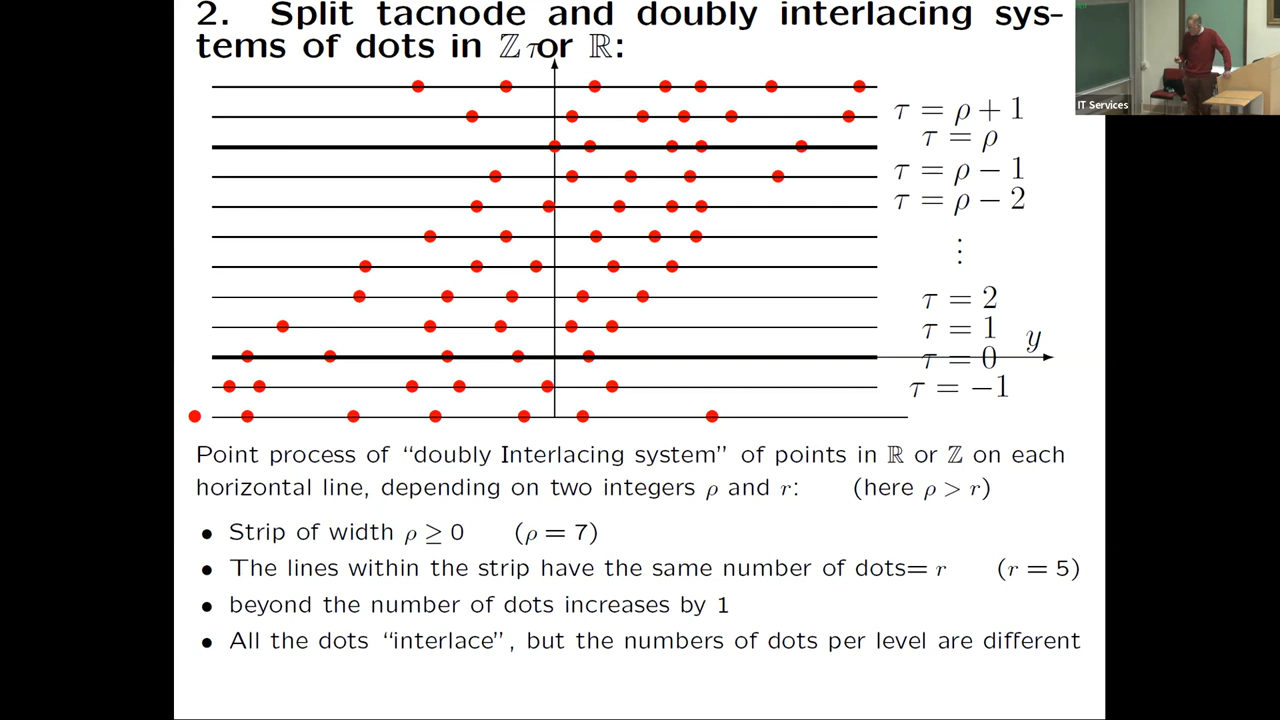 2. Split tacnode and doubly interlacing sys-
tems of dots in ℤ or ℝ:
τ
τ = ρ + 1
τ = ρ
τ = ρ − 1
τ = ρ − 2
⋮
τ = 2
τ = 1
y
τ = 0
τ = −1
Point process of “doubly Interlacing system” of points in ℝ or ℤ on each
horizontal line, depending on two integers ρ and r: (here ρ > r)
• Strip of width ρ ≥ 0 (ρ = 7)
• The lines within the strip have the same number of dots= r (r = 5)
• beyond the number of dots increases by 1
• All the dots “interlace”, but the numbers of dots per level are different
IT Services